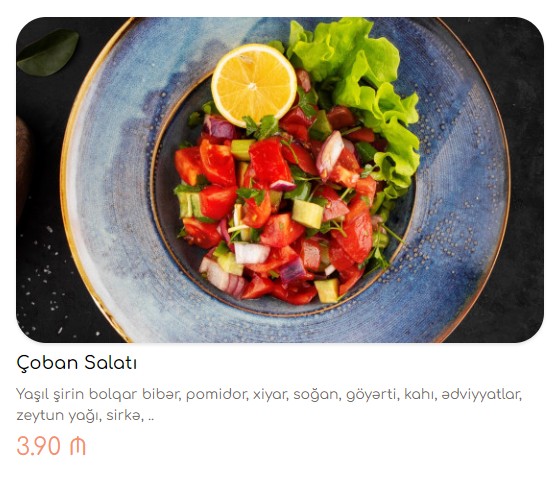 Çoban Salatı
Yaşıl şirin bolqar bibər, pomidor, xiyar, soğan, göyərti, kahı, ədviyyatlar,
zeytun yağı, sirkə, ..
3.90 ₼